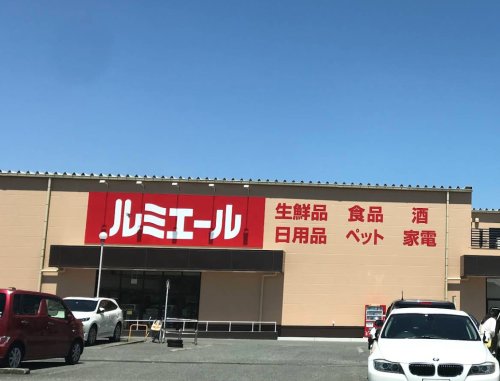 ルミエール
生鮮品 食品 酒
日用品 ペット 家電